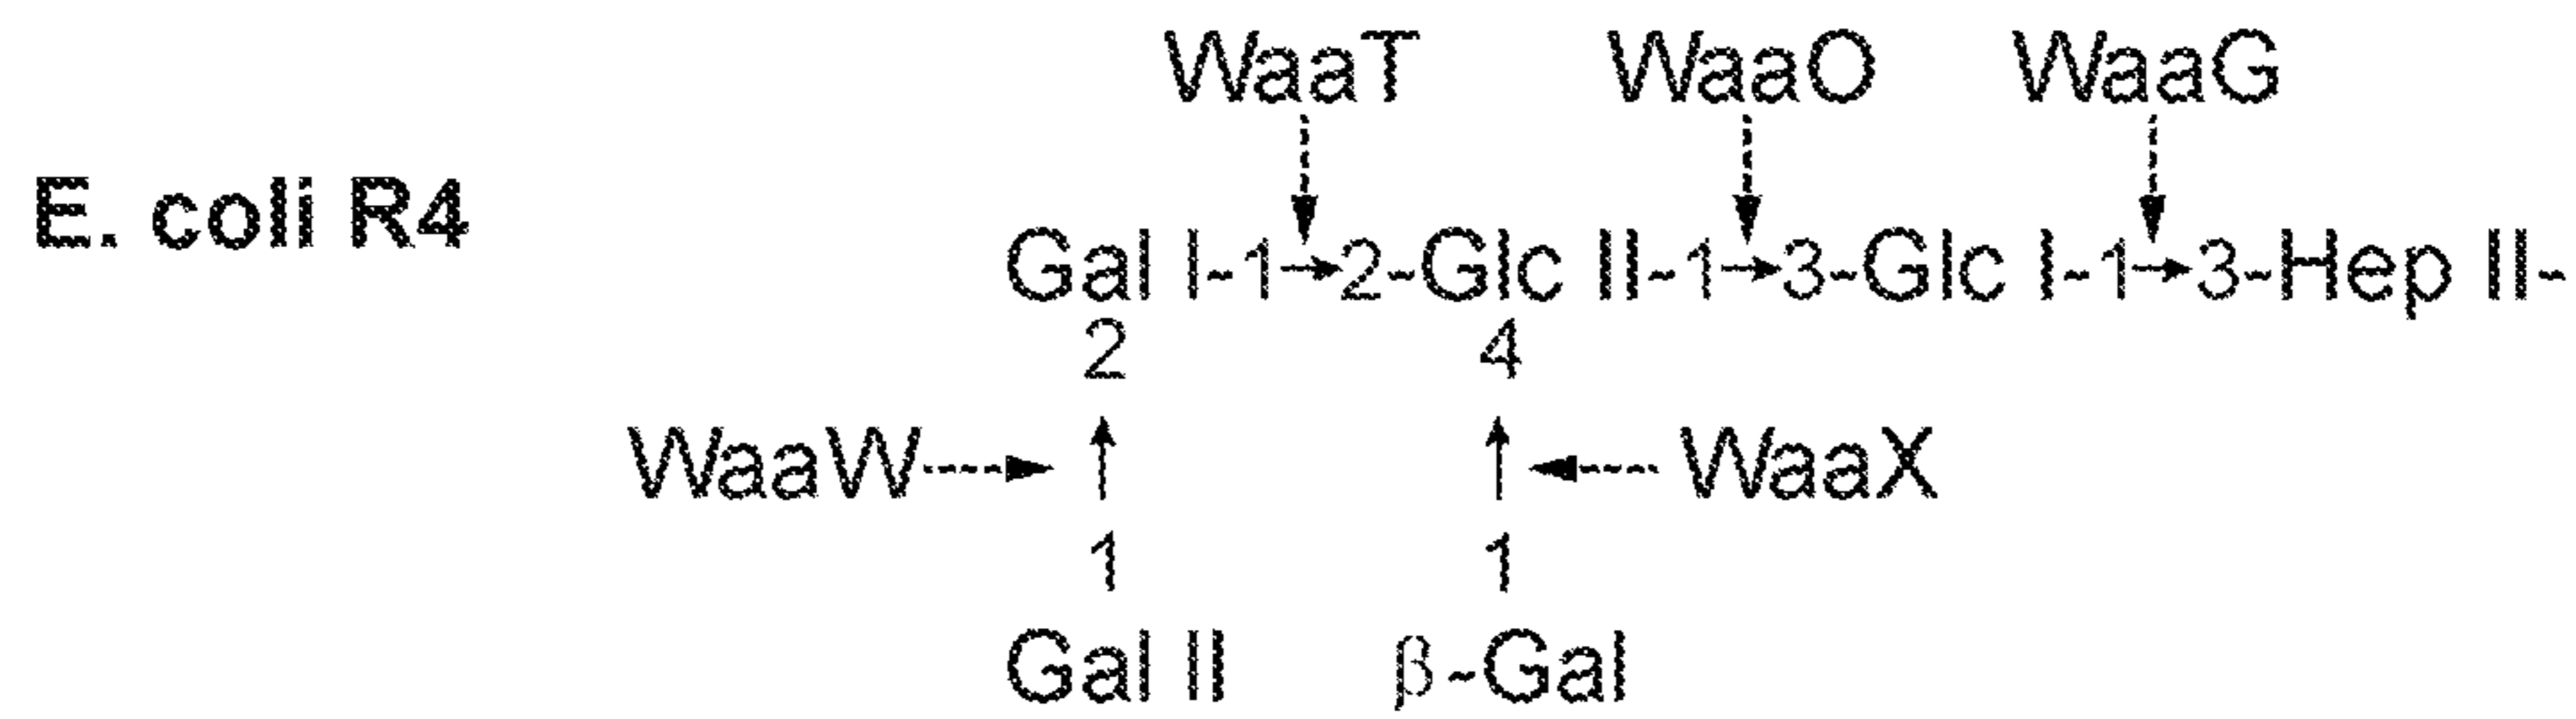 WaaT WaaO WaaG
E. coli R4
Gal I-1→2-Glc II-1→3-Glc I-1→3-Hep II-
2 4
WaaW ↑ ↑ WaaX
1 1
Gal II β-Gal